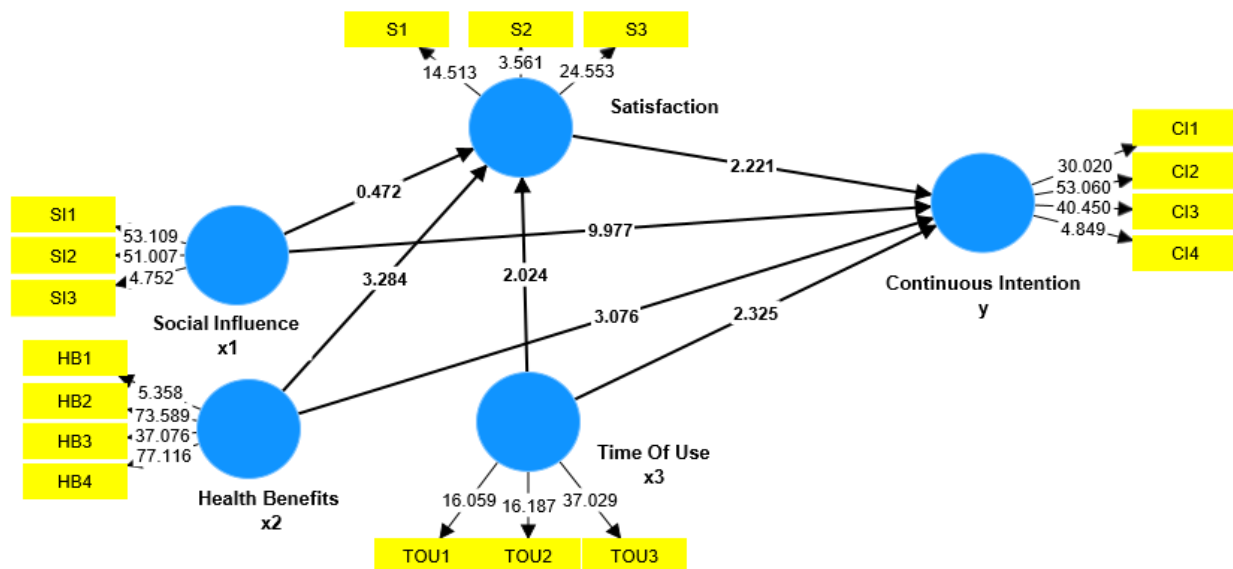 S1
S2
S3
14.513
3.561
24.553
Satisfaction
CI1
CI2
CI3
CI4
30.020
53.060
40.450
4.849
2.221
0.472
9.977
SI1
SI2
SI3
53.109
51.007
4.752
3.284
2.024
Continuous Intention
y
Social Influence
x1
3.076
2.325
HB1
HB2
HB3
HB4
5.358
73.589
37.076
77.116
Time Of Use
x3
Health Benefits
x2
16.059
16.187
37.029
TOU1
TOU2
TOU3